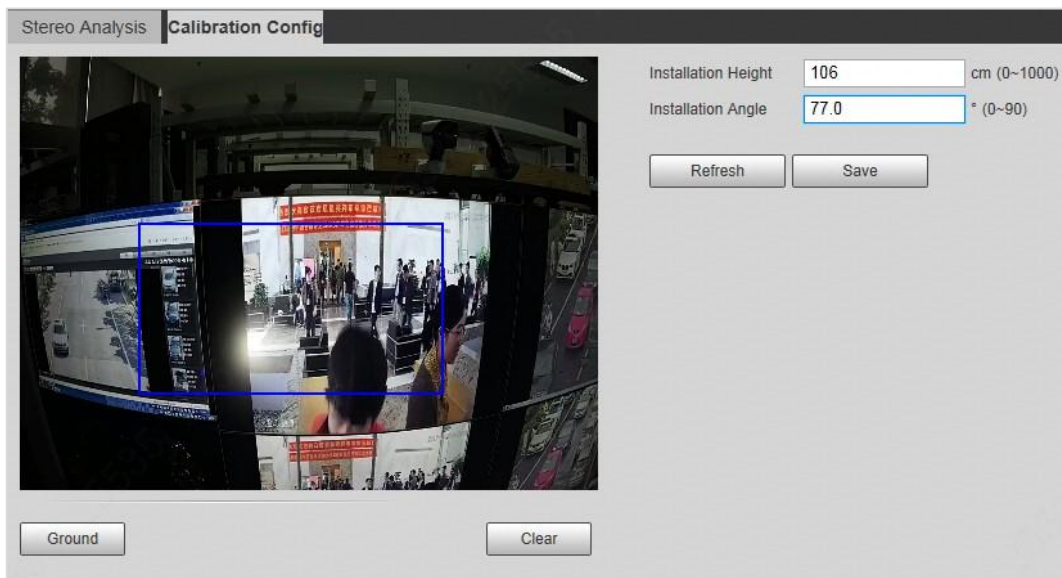 Stereo Analysis
Calibration Config
Installation Height 106 cm (0~1000)
Installation Angle 77.0 ° (0~90)
Refresh
Save
Ground
Clear